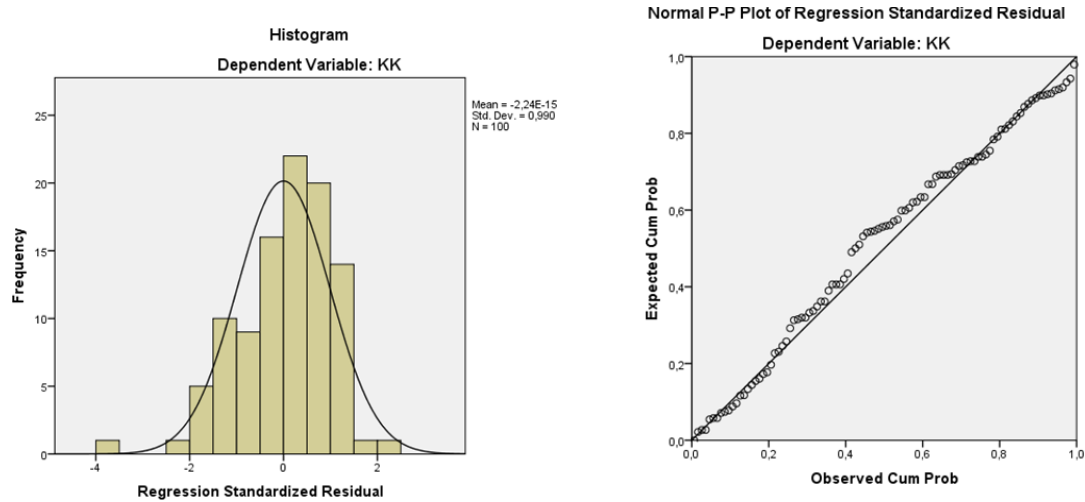 Histogram
Dependent Variable: KK
Mean = -2,24E-15
Std. Dev. = 0,990
N = 100
25
20
15
10
5
0
Frequency
-4
-2
0
2
Regression Standardized Residual
Normal P-P Plot of Regression Standardized Residual
Dependent Variable: KK
1,0
0,8
0,6
0,4
0,2
0,0
Expected Cum Prob
0,0
0,2
0,4
0,6
0,8
1,0
Observed Cum Prob